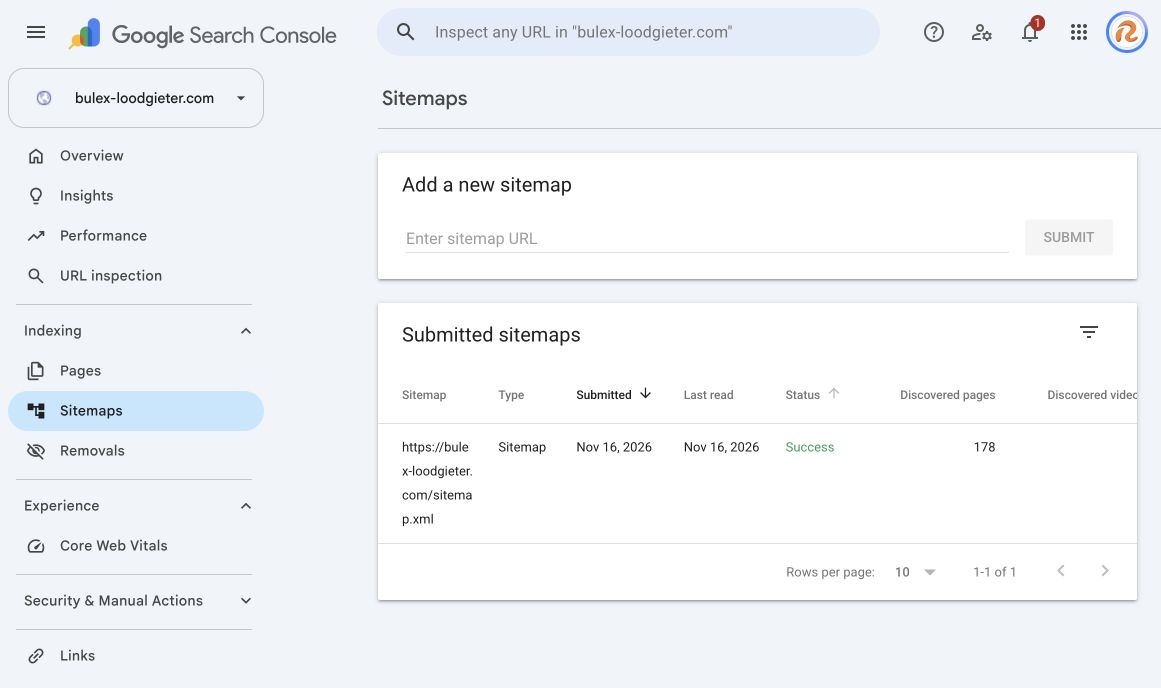 Google Search Console
Inspect any URL in "bulex-loodgieter.com"
1
bulex-loodgieter.com
Overview
Insights
Performance
URL inspection
Indexing
Pages
Sitemaps
Removals
Experience
Core Web Vitals
Security & Manual Actions
Links
Sitemaps
Add a new sitemap
Enter sitemap URL
SUBMIT
Submitted sitemaps
Sitemap Type Submitted Last read Status Discovered pages Discovered video
https://bule Sitemap Nov 16, 2026 Nov 16, 2026 Success 178
x-loodgieter.
com/sitema
p.xml
Rows per page: 10 1-1 of 1